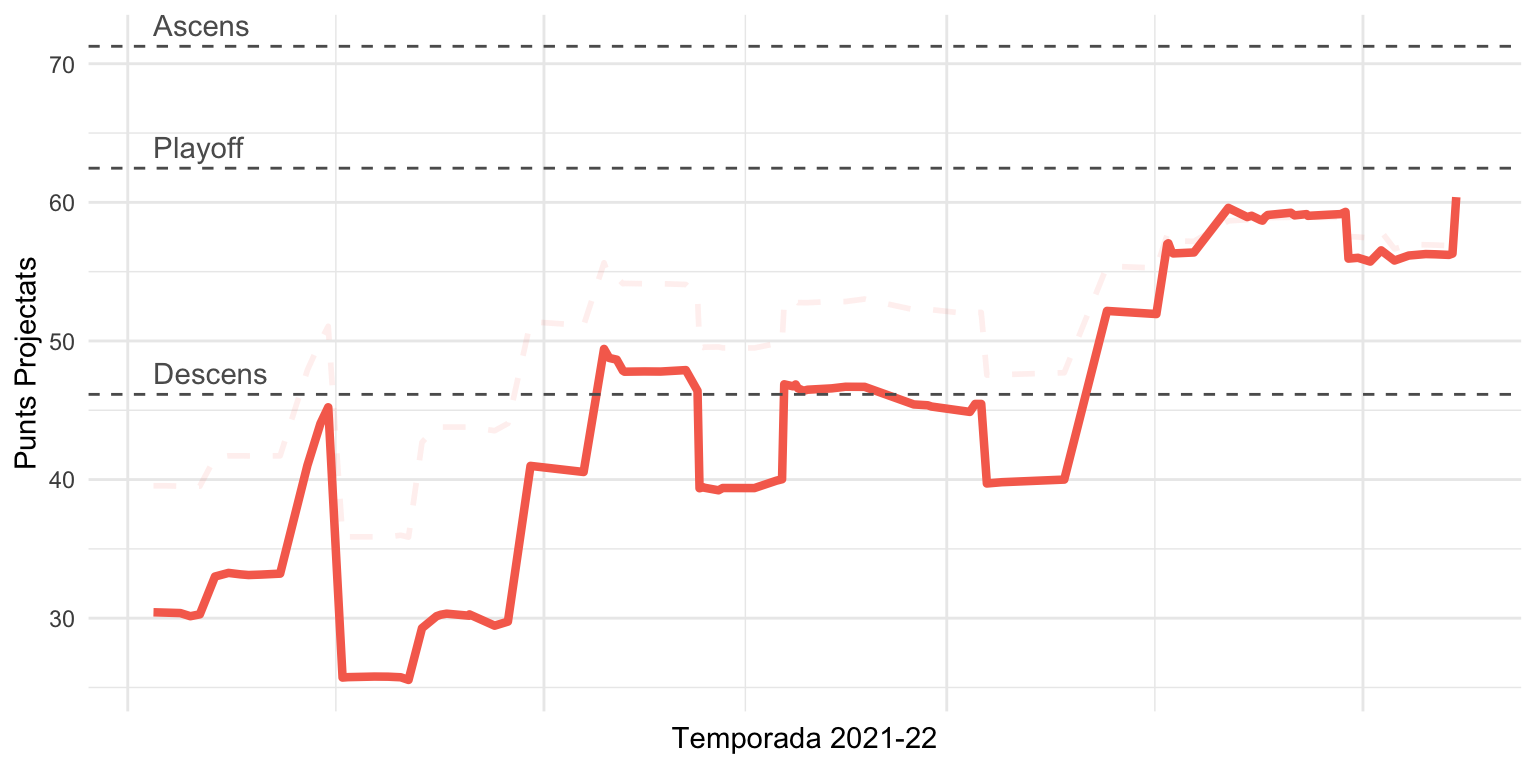 Ascens
70
Playoff
60
50
Descens
40
30
Punts Projectats
Temporada 2021-22